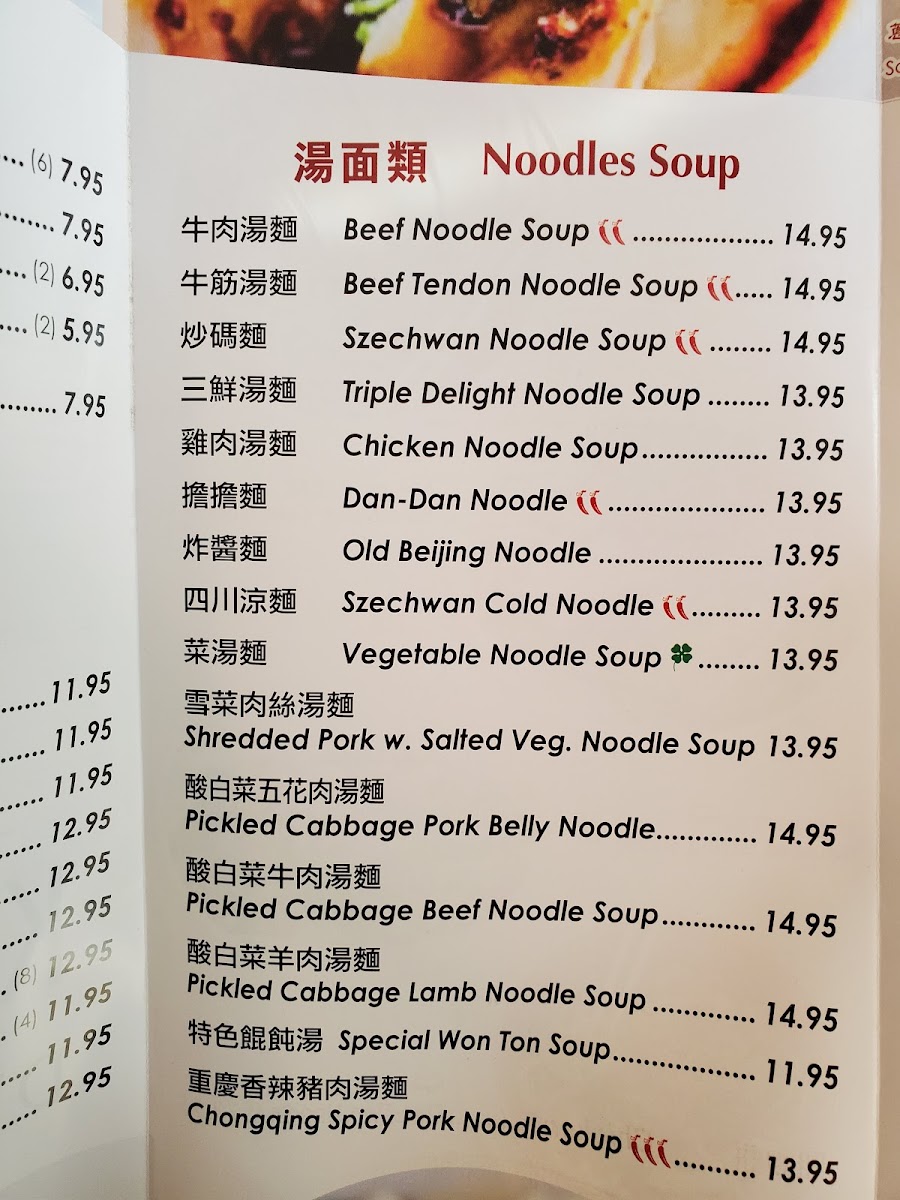 (6) 7.95
7.95
(2) 6.95
(2) 5.95
7.95
11.95
11.95
11.95
12.95
12.95
12.95
(8) 12.95
(4) 11.95
11.95
12.95
湯面類 Noodles Soup
牛肉湯麵 Beef Noodle Soup ................... 14.95
牛筋湯麵 Beef Tendon Noodle Soup ..... 14.95
炒碼麵 Szechwan Noodle Soup ........ 14.95
三鮮湯麵 Triple Delight Noodle Soup ........ 13.95
雞肉湯麵 Chicken Noodle Soup................ 13.95
擔擔麵 Dan-Dan Noodle .................... 13.95
炸醬麵 Old Beijing Noodle ..................... 13.95
四川涼麵 Szechwan Cold Noodle ......... 13.95
菜湯麵 Vegetable Noodle Soup ........ 13.95
雪菜肉絲湯麵
Shredded Pork w. Salted Veg. Noodle Soup 13.95
酸白菜五花肉湯麵
Pickled Cabbage Pork Belly Noodle............. 14.95
酸白菜牛肉湯麵
Pickled Cabbage Beef Noodle Soup............ 14.95
酸白菜羊肉湯麵
Pickled Cabbage Lamb Noodle Soup ............. 14.95
特色餛飩湯 Special Won Ton Soup.................. 11.95
重慶香辣豬肉湯麵
Chongqing Spicy Pork Noodle Soup ........... 13.95